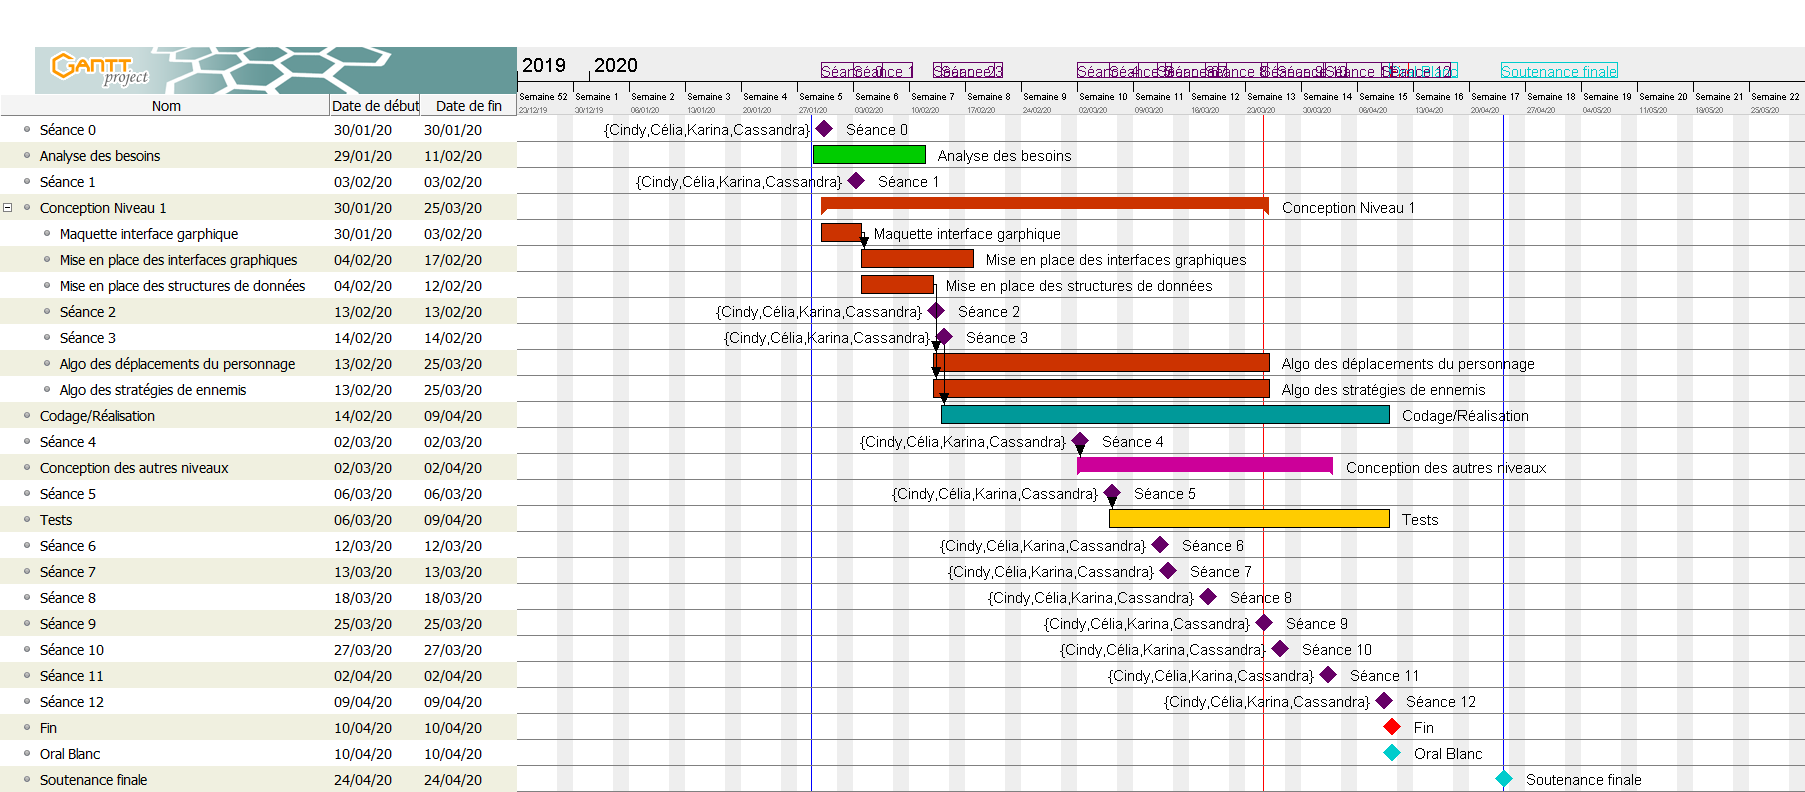 GANTT project
2019 2020
Séance 1
Séance 8
Séance 12
Soutenance finale
Nom Date de début Date de fin
Semaine 52 Semaine 1 Semaine 2 Semaine 3 Semaine 4 Semaine 5 Semaine 6 Semaine 7 Semaine 8 Semaine 9 Semaine 10 Semaine 11 Semaine 12 Semaine 13 Semaine 14 Semaine 15 Semaine 16 Semaine 17 Semaine 18 Semaine 19 Semaine 20 Semaine 21 Semaine 22
23/12/19 30/12/19 06/01/20 13/01/20 20/01/20 27/01/20 03/02/20 10/02/20 17/02/20 24/02/20 02/03/20 09/03/20 16/03/20 23/03/20 30/03/20 06/04/20 13/04/20 20/04/20 27/04/20 04/05/20 11/05/20 18/05/20 25/05/20
Séance 0 30/01/20 30/01/20 {Cindy,Célia,Karina,Cassandra} Séance 0
Analyse des besoins 29/01/20 11/02/20 Analyse des besoins
Séance 1 03/02/20 03/02/20 {Cindy,Célia,Karina,Cassandra} Séance 1
Conception Niveau 1 30/01/20 25/03/20 Conception Niveau 1
Maquette interface garphique 30/01/20 03/02/20 Maquette interface garphique
Mise en place des interfaces graphiques 04/02/20 17/02/20 Mise en place des interfaces graphiques
Mise en place des structures de données 04/02/20 12/02/20 Mise en place des structures de données
Séance 2 13/02/20 13/02/20 {Cindy,Célia,Karina,Cassandra} Séance 2
Séance 3 14/02/20 14/02/20 {Cindy,Célia,Karina,Cassandra} Séance 3
Algo des déplacements du personnage 13/02/20 25/03/20 Algo des déplacements du personnage
Algo des stratégies de ennemis 13/02/20 25/03/20 Algo des stratégies de ennemis
Codage/Réalisation 14/02/20 09/04/20 Codage/Réalisation
Séance 4 02/03/20 02/03/20 {Cindy,Célia,Karina,Cassandra} Séance 4
Conception des autres niveaux 02/03/20 02/04/20 Conception des autres niveaux
Séance 5 06/03/20 06/03/20 {Cindy,Célia,Karina,Cassandra} Séance 5
Tests 06/03/20 09/04/20 Tests
Séance 6 12/03/20 12/03/20 {Cindy,Célia,Karina,Cassandra} Séance 6
Séance 7 13/03/20 13/03/20 {Cindy,Célia,Karina,Cassandra} Séance 7
Séance 8 18/03/20 18/03/20 {Cindy,Célia,Karina,Cassandra} Séance 8
Séance 9 25/03/20 25/03/20 {Cindy,Célia,Karina,Cassandra} Séance 9
Séance 10 27/03/20 27/03/20 {Cindy,Célia,Karina,Cassandra} Séance 10
Séance 11 02/04/20 02/04/20 {Cindy,Célia,Karina,Cassandra} Séance 11
Séance 12 09/04/20 09/04/20 {Cindy,Célia,Karina,Cassandra} Séance 12
Fin 10/04/20 10/04/20 Fin
Oral Blanc 10/04/20 10/04/20 Oral Blanc
Soutenance finale 24/04/20 24/04/20 Soutenance finale